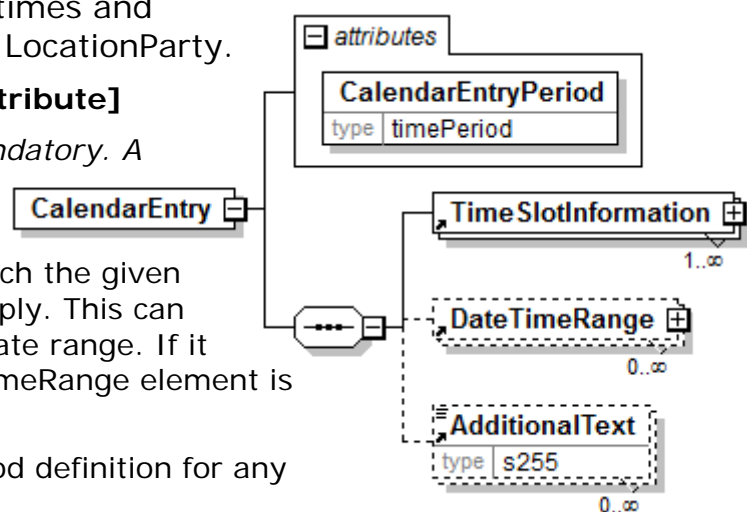 times and
LocationParty.
tribute]
ndatory. A
ch the given
ply. This can
ate range. If it
meRange element is
od definition for any
attributes
CalendarEntryPeriod
type timePeriod
CalendarEntry
TimeSlotInformation
1..∞
DateTimeRange
0..∞
AdditionalText
type s255
0..∞